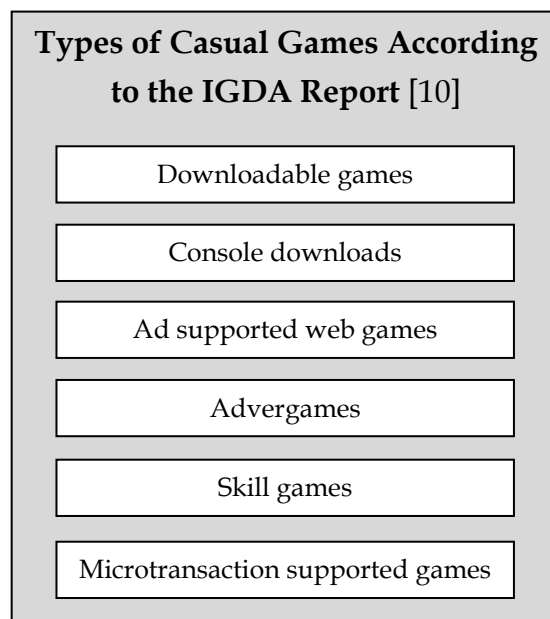 Types of Casual Games According
to the IGDA Report [10]
Downloadable games
Console downloads
Ad supported web games
Advergames
Skill games
Microtransaction supported games